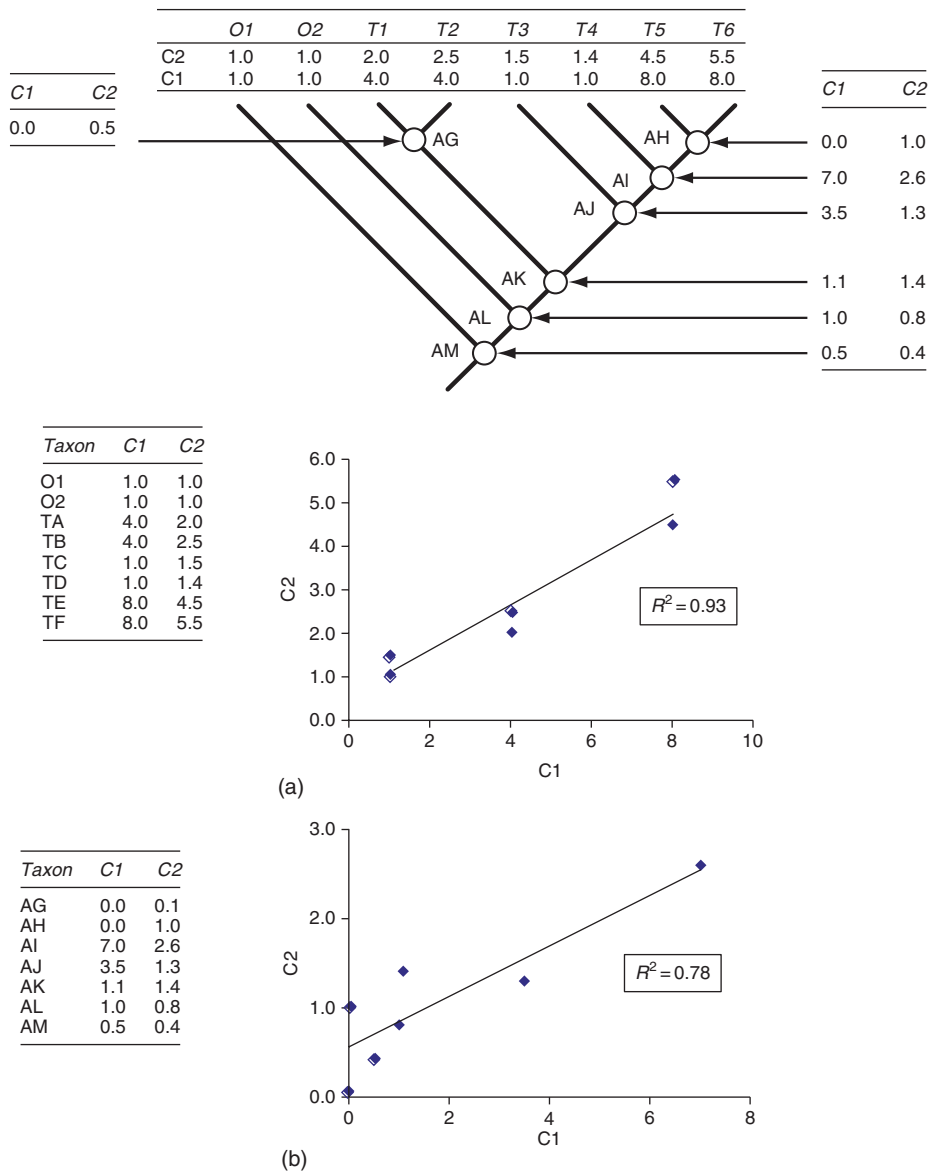 O1 O2 T1 T2 T3 T4 T5 T6
C2 1.0 1.0 2.0 2.5 1.5 1.4 4.5 5.5
C1 1.0 1.0 4.0 4.0 1.0 1.0 8.0 8.0
C1 C2
0.0 0.5
C1 C2
0.0 1.0
7.0 2.6
3.5 1.3
1.1 1.4
1.0 0.8
0.5 0.4
AG
AH
AI
AJ
AK
AL
AM
Taxon C1 C2
O1 1.0 1.0
O2 1.0 1.0
TA 4.0 2.0
TB 4.0 2.5
TC 1.0 1.5
TD 1.0 1.4
TE 8.0 4.5
TF 8.0 5.5
6.0
5.0
4.0
3.0
2.0
1.0
0.0
C2
R² = 0.93
0 2 4 6 8 10
C1
(a)
Taxon C1 C2
AG 0.0 0.1
AH 0.0 1.0
AI 7.0 2.6
AJ 3.5 1.3
AK 1.1 1.4
AL 1.0 0.8
AM 0.5 0.4
3.0
2.0
1.0
0.0
C2
R² = 0.78
0 2 4 6 8
C1
(b)